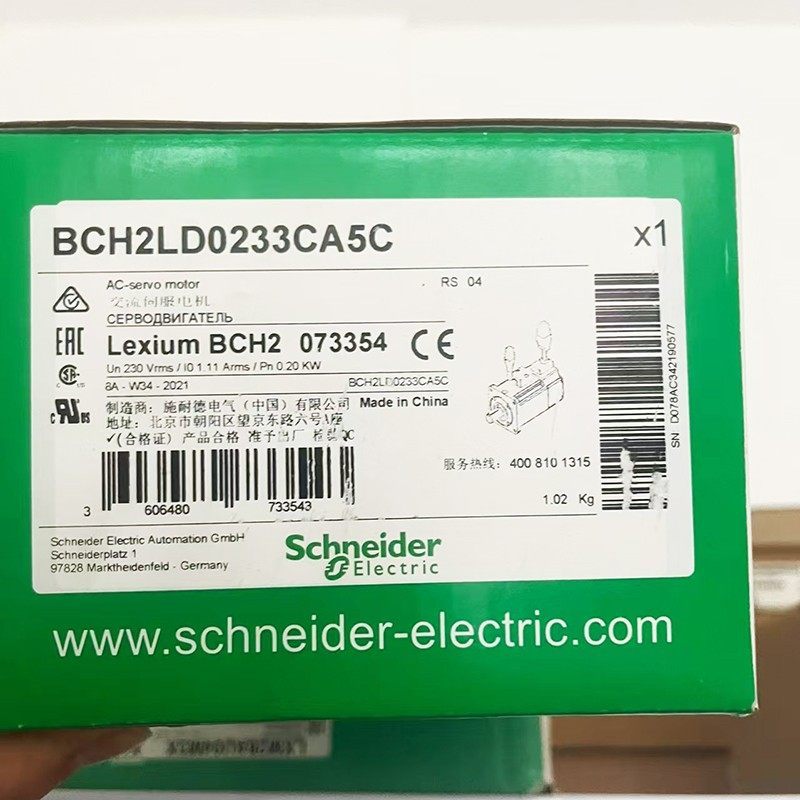 BCH2LD0233CA5C
x1
AC-servo motor
RS 04
交流伺服电机
СЕРВОДВИГАТЕЛЬ
EAC
Lexium BCH2 073354 CE
Un 230 Vrms / I0 1.11 Arms / Pn 0.20 KW
8A - W34 - 2021
BCH2LD0233CA5C
制造商: 施耐德电气(中国)有限公司 Made in China
地址: 北京市朝阳区望京东路六号A座
✓(合格证) 产品合格 准予出厂 QC
服务热线: 400 810 1315
1.02 Kg
3 606480 733543
SN D078AC342190577
Schneider Electric Automation GmbH
Schneiderplatz 1
97828 Marktheidenfeld - Germany
Schneider
Electric
www.schneider-electric.com